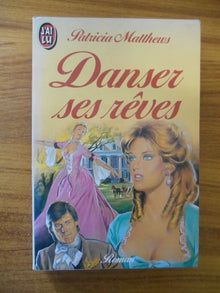 J'AI
LU
Patricia Matthews
Danser
ses rêves
Roman